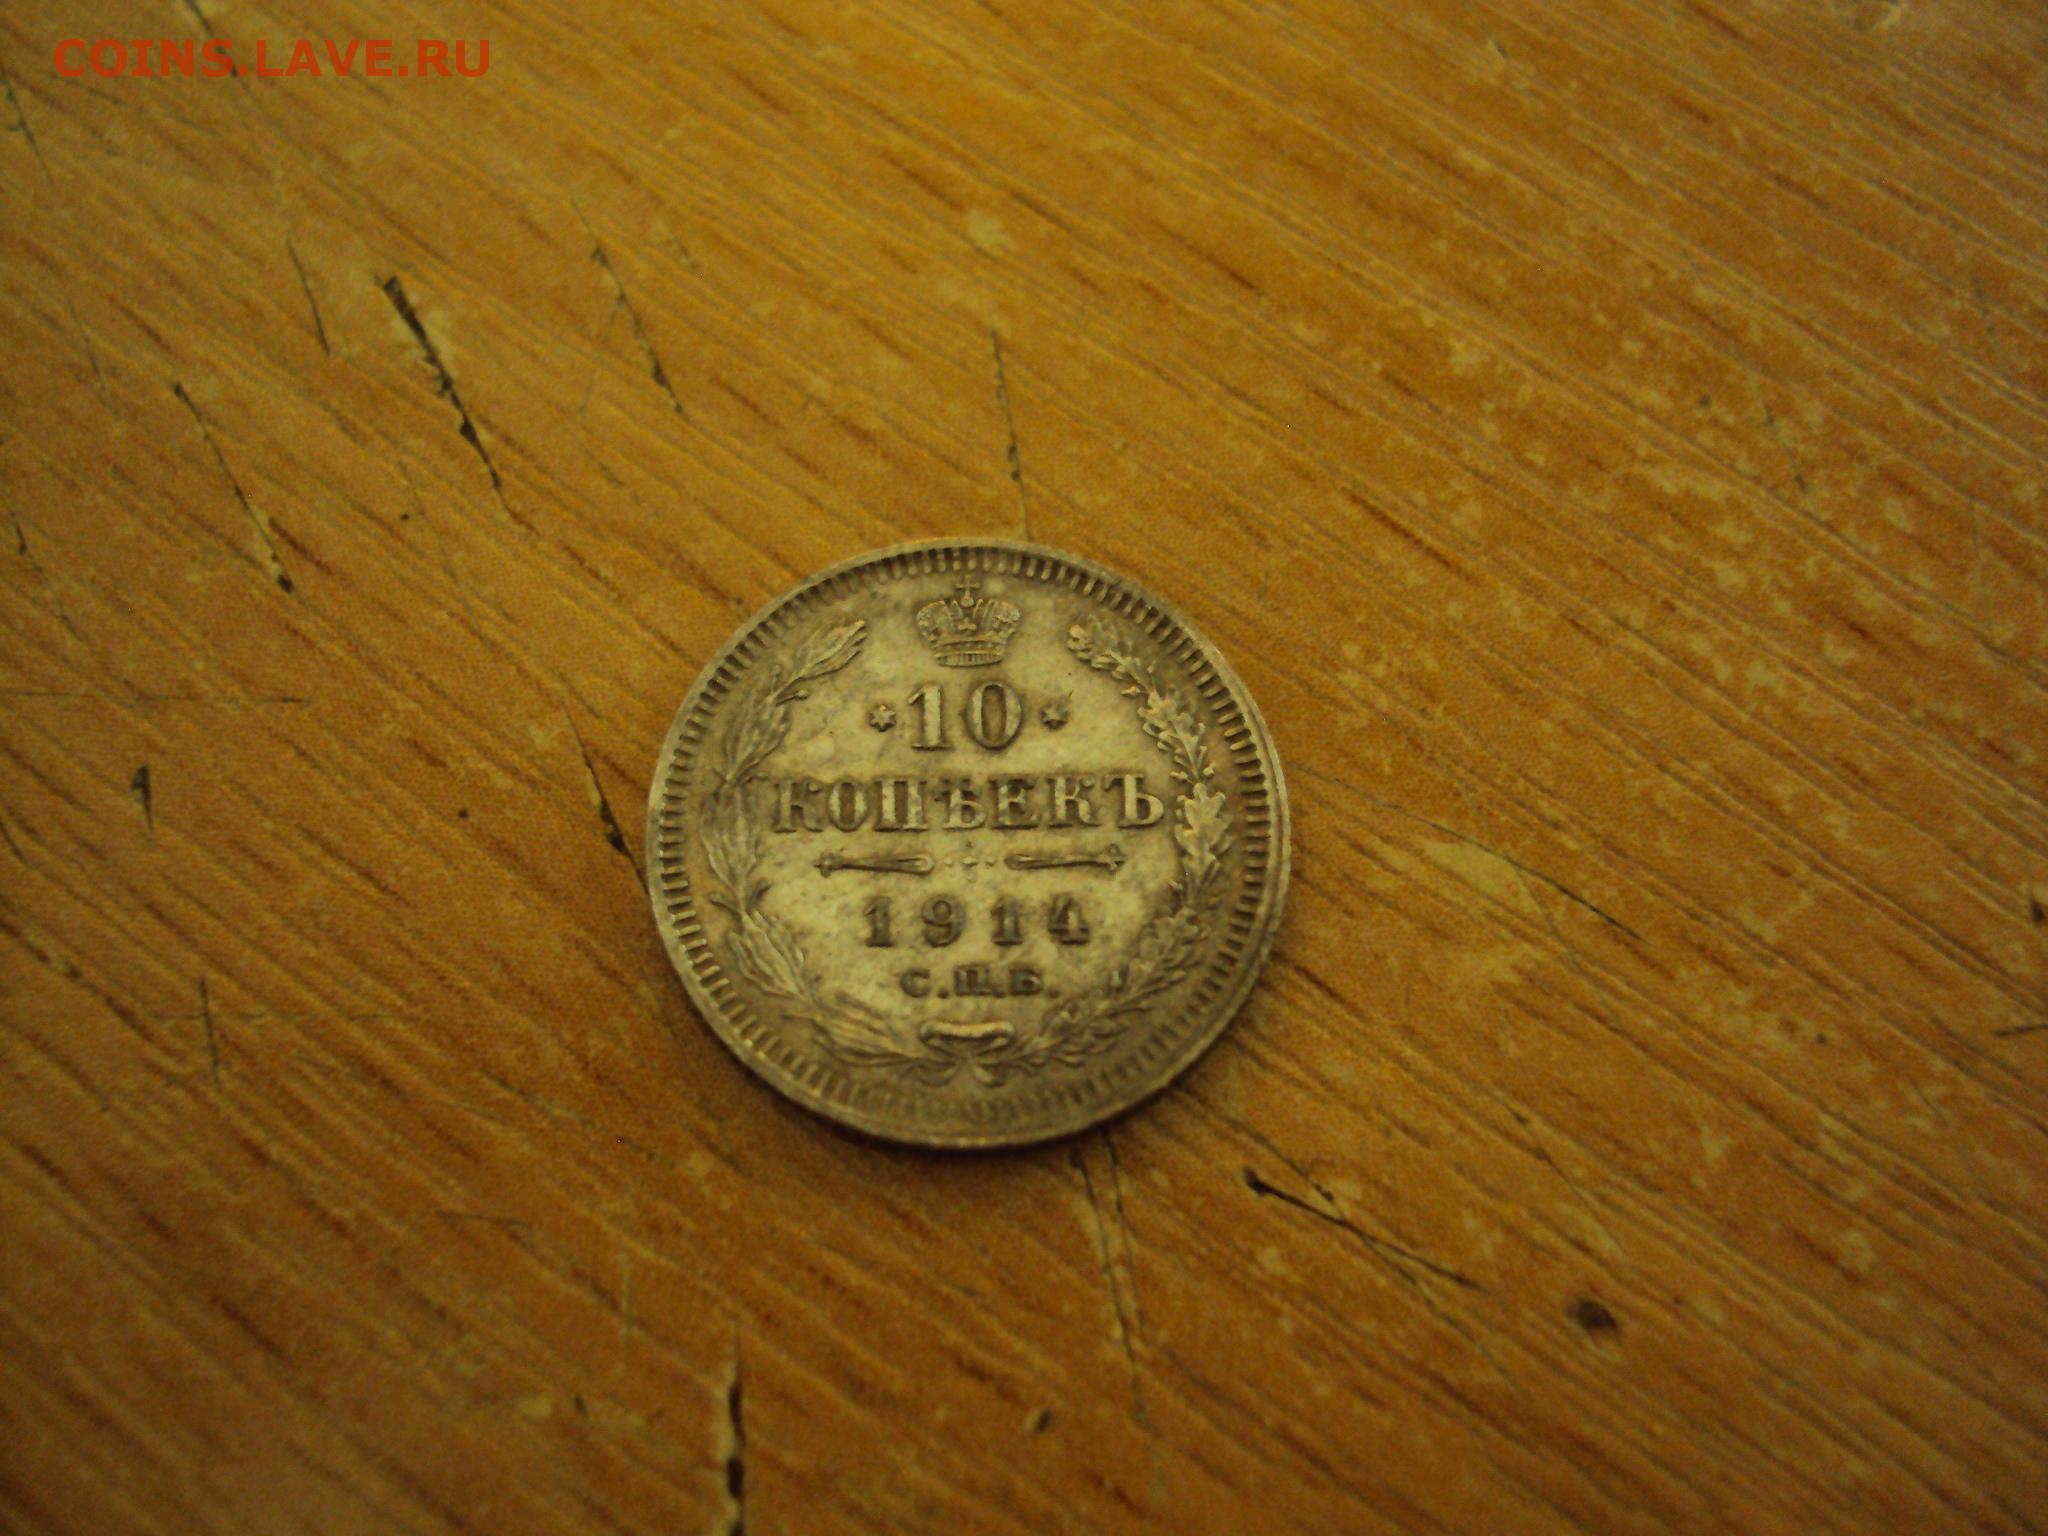 COINS.LAVE.RU
*10*
КОПѢЕКЪ
1914
С.П.Б.